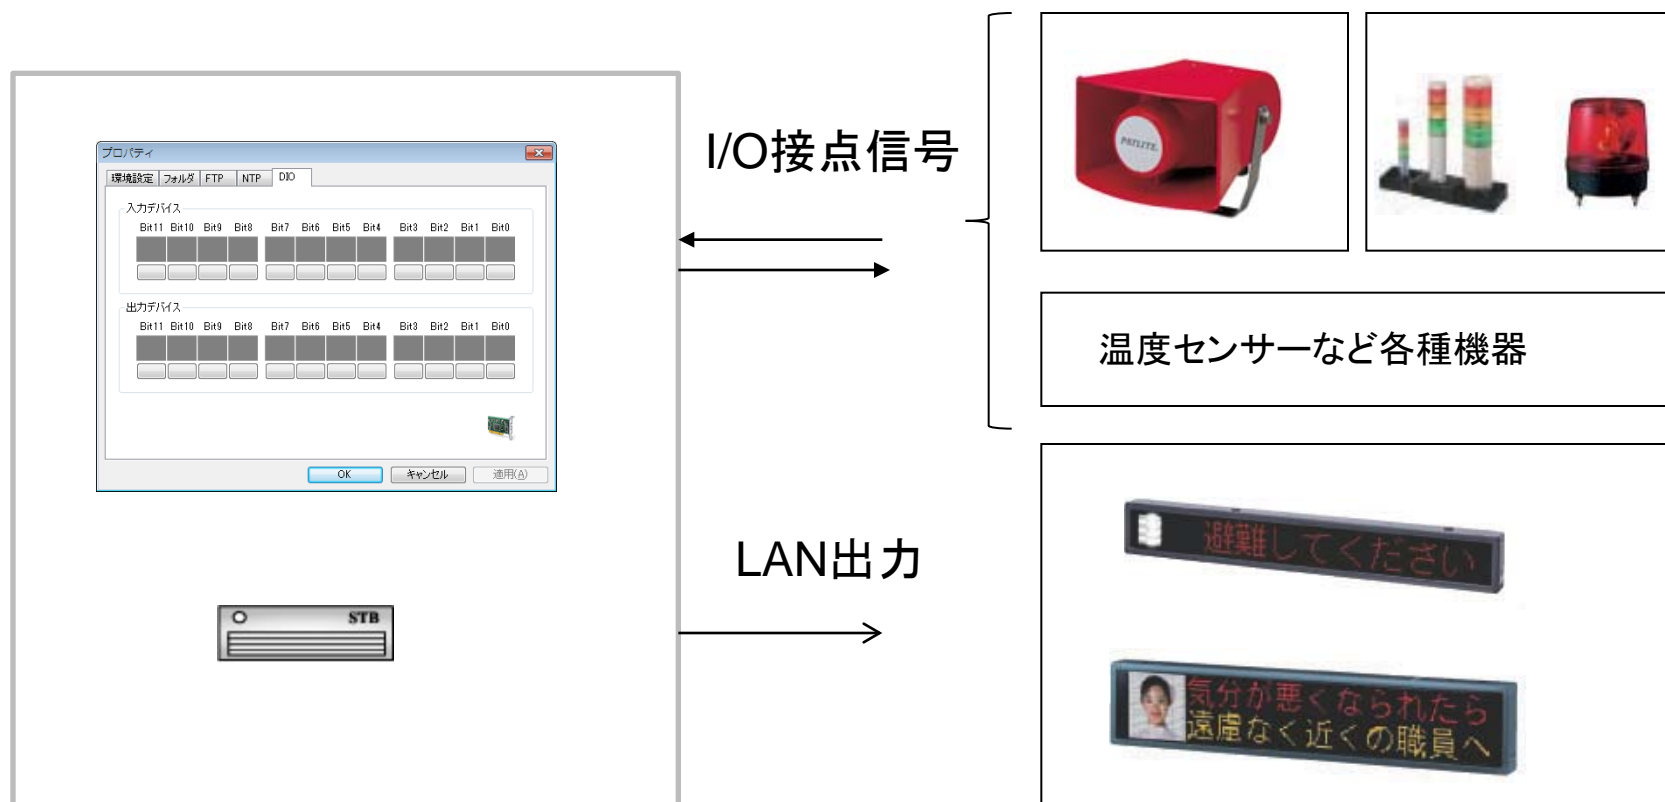 プロパティ
環境設定 フォルダ FTP NTP DIO
入力デバイス
Bit11 Bit10 Bit9 Bit8 Bit7 Bit6 Bit5 Bit4 Bit3 Bit2 Bit1 Bit0
出力デバイス
Bit11 Bit10 Bit9 Bit8 Bit7 Bit6 Bit5 Bit4 Bit3 Bit2 Bit1 Bit0
OK キャンセル 適用(A)
STB
I/O接点信号
LAN出力
PATLITE
温度センサーなど各種機器
避難してください
気分が悪くなられたら
遠慮なく近くの職員へ